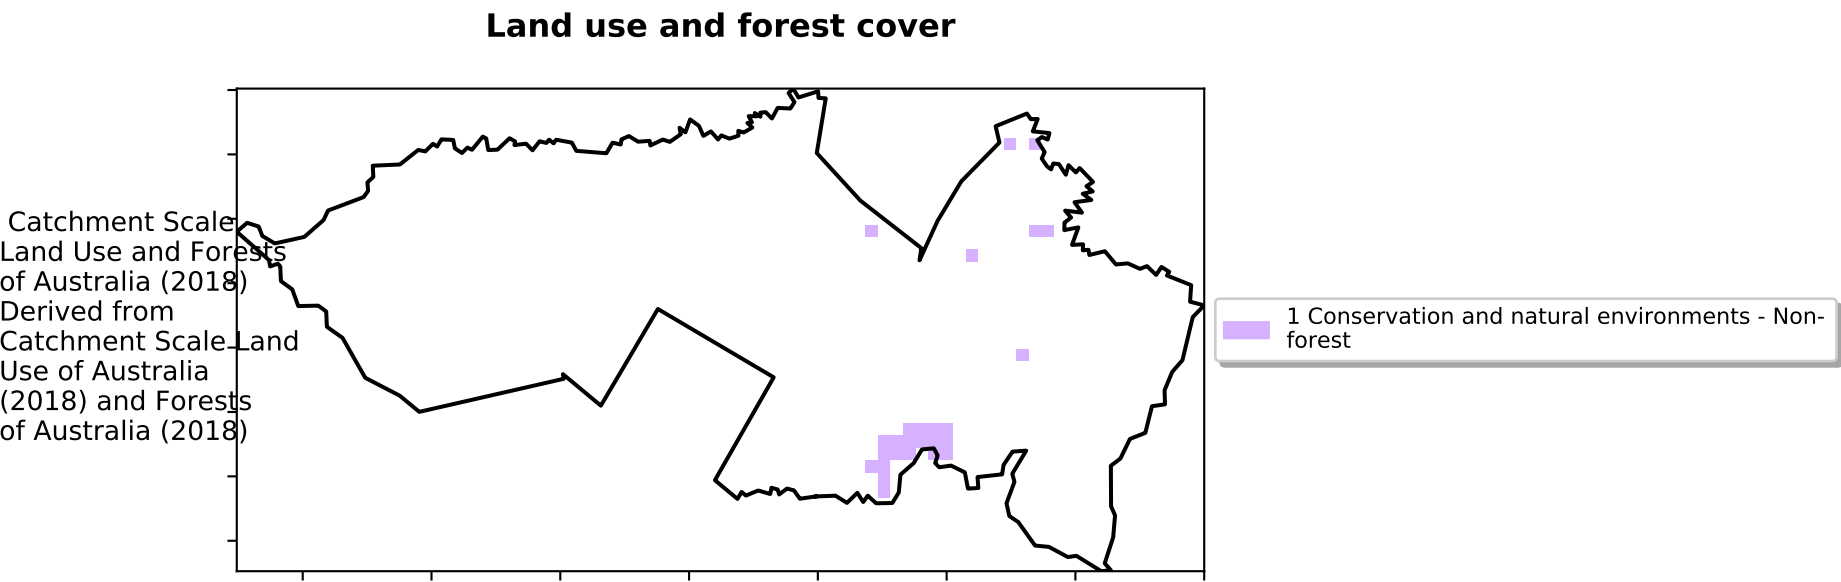 Land use and forest cover
Catchment Scale
Land Use and Forests
of Australia (2018)
Derived from
Catchment Scale Land
Use of Australia
(2018) and Forests
of Australia (2018)
1 Conservation and natural environments - Non-
forest